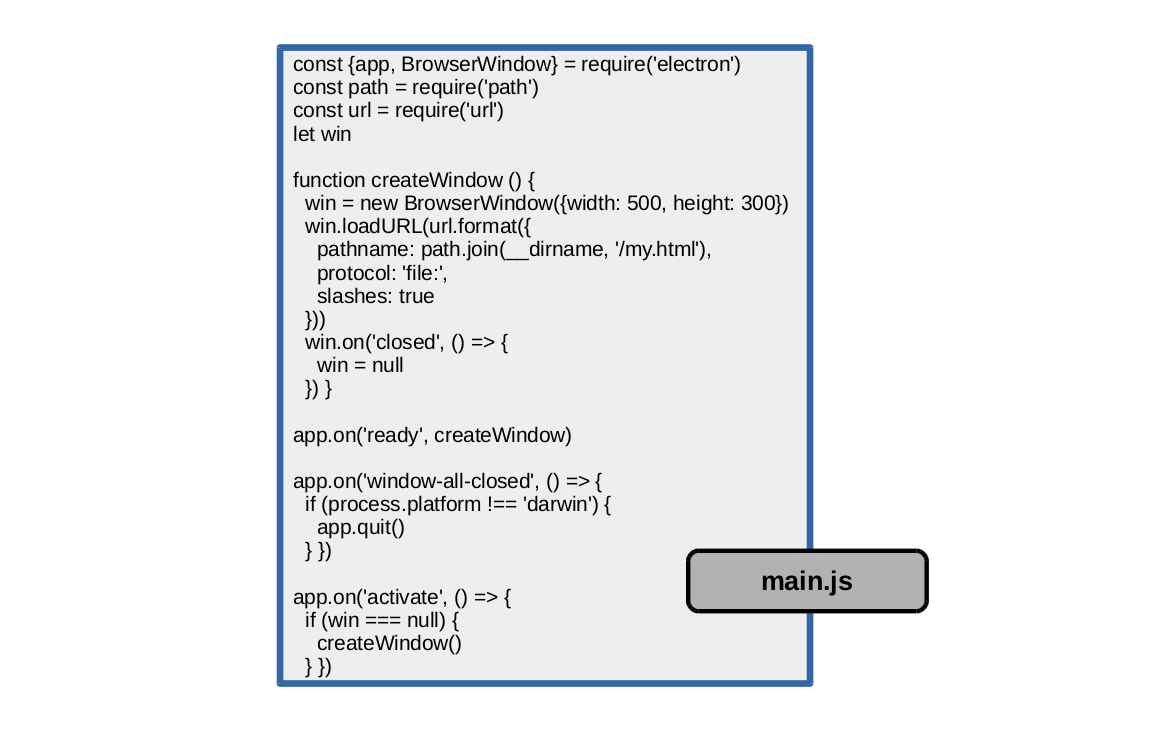 const {app, BrowserWindow} = require('electron')
const path = require('path')
const url = require('url')
let win

function createWindow () {
  win = new BrowserWindow({width: 500, height: 300})
  win.loadURL(url.format({
    pathname: path.join(__dirname, '/my.html'),
    protocol: 'file:',
    slashes: true
  }))
  win.on('closed', () => {
    win = null
  }) }

app.on('ready', createWindow)

app.on('window-all-closed', () => {
  if (process.platform !== 'darwin') {
    app.quit()
  } })

app.on('activate', () => {
  if (win === null) {
    createWindow()
  } })
main.js